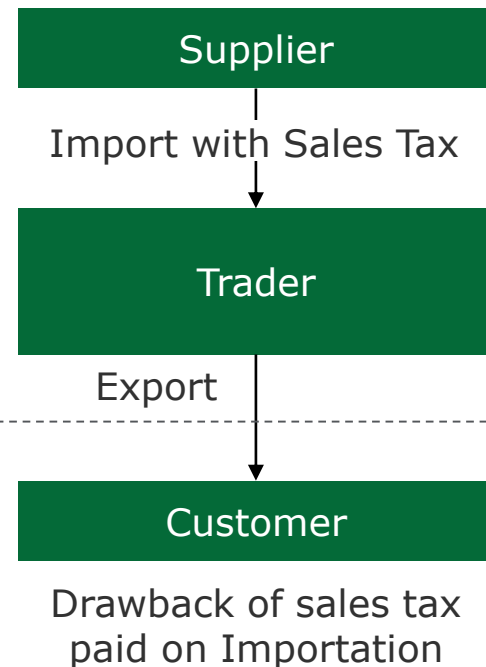 Supplier
Import with Sales Tax
Trader
Export
Customer
Drawback of sales tax
paid on Importation